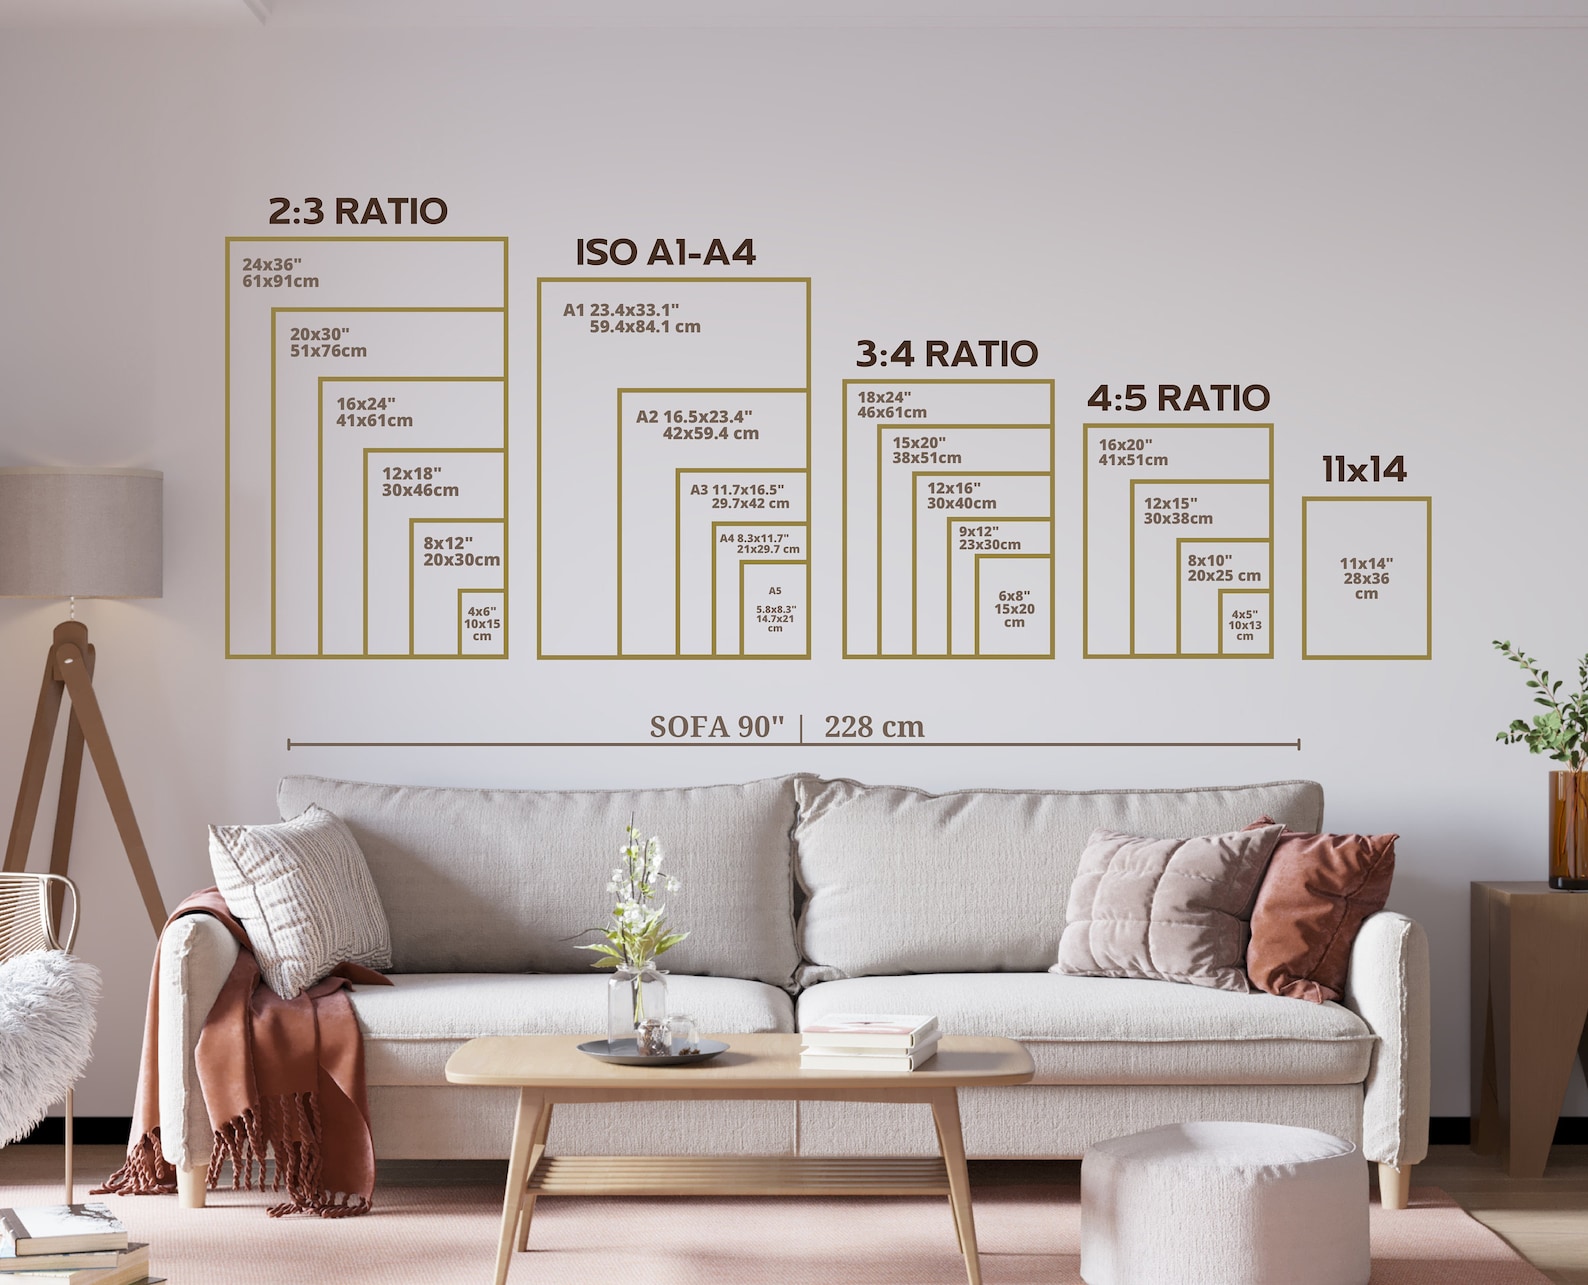 2:3 RATIO
24x36"
61x91cm
20x30"
51x76cm
16x24"
41x61cm
12x18"
30x46cm
8x12"
20x30cm
4x6"
10x15
cm
ISO A1-A4
A1 23.4x33.1"
59.4x84.1 cm
A2 16.5x23.4"
42x59.4 cm
A3 11.7x16.5"
29.7x42 cm
A4 8.3x11.7"
21x29.7 cm
A5
5.8x8.3"
14.7x21
cm
3:4 RATIO
18x24"
46x61cm
15x20"
38x51cm
12x16"
30x40cm
9x12"
23x30cm
6x8"
15x20
cm
4:5 RATIO
16x20"
41x51cm
12x15"
30x38cm
8x10"
20x25 cm
4x5"
10x13
cm
11x14
11x14"
28x36
cm
SOFA 90" | 228 cm